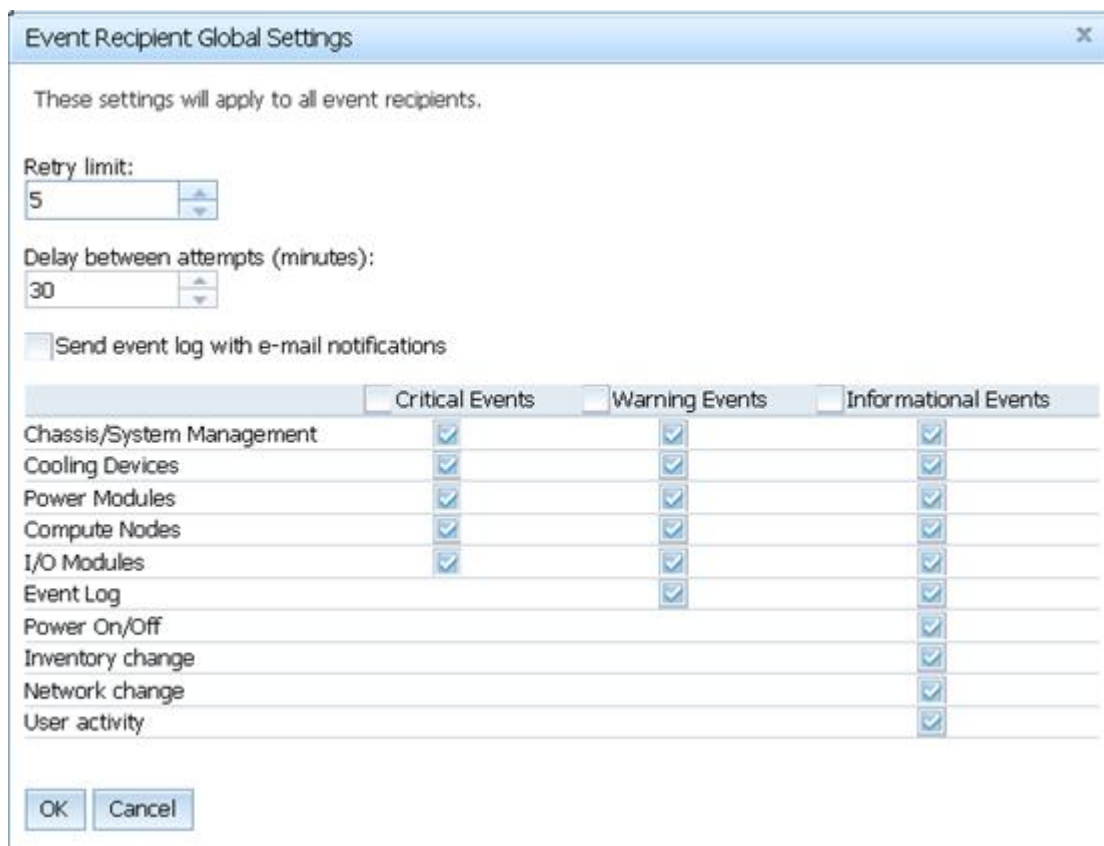 Event Recipient Global Settings
These settings will apply to all event recipients.
Retry limit:
5
Delay between attempts (minutes):
30
Send event log with e-mail notifications
Critical Events Warning Events Informational Events
Chassis/System Management
Cooling Devices
Power Modules
Compute Nodes
I/O Modules
Event Log
Power On/Off
Inventory change
Network change
User activity
OK Cancel